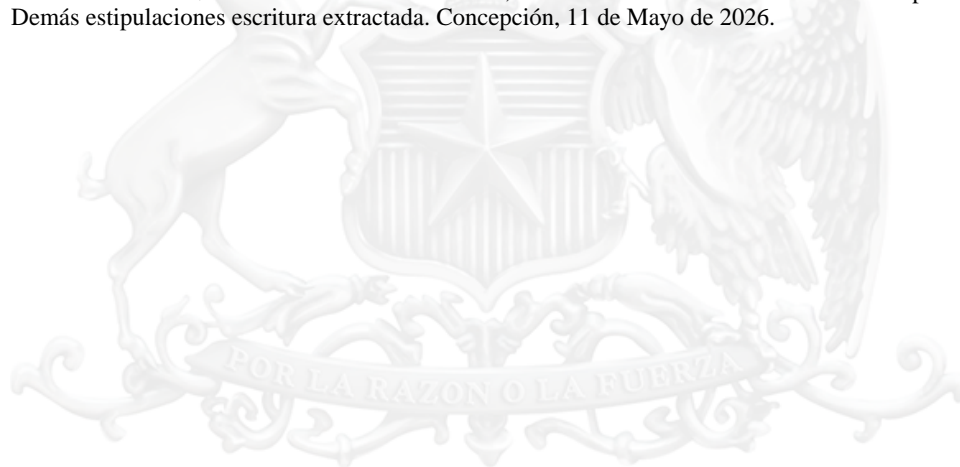 Demás estipulaciones escritura extractada. Concepción, 11 de Mayo de 2026.
POR LA RAZON O LA FUERZA